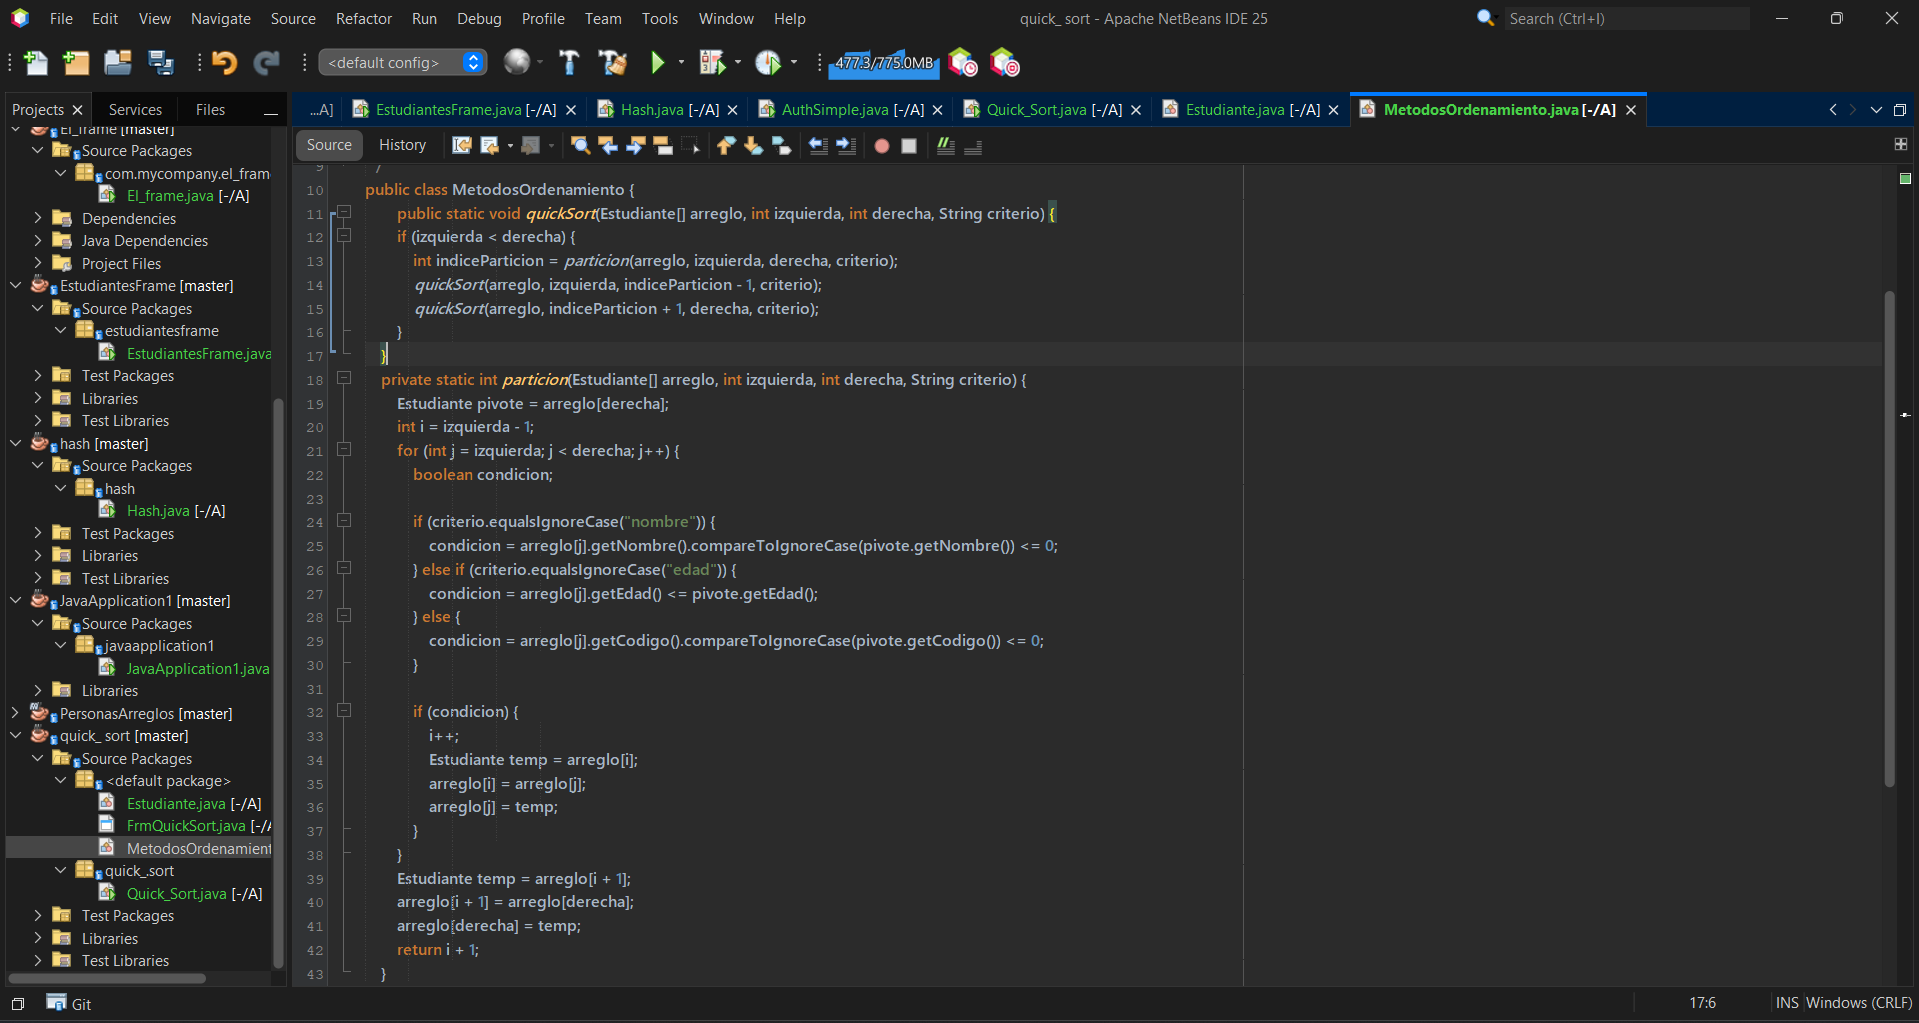 File Edit View Navigate Source Refactor Run Debug Profile Team Tools Window Help
quick_ sort - Apache NetBeans IDE 25
Search (Ctrl+I)
<default config>
477.3/775.0MB
Projects Services Files
...A] EstudiantesFrame.java [-/A] Hash.java [-/A] AuthSimple.java [-/A] Quick_Sort.java [-/A] Estudiante.java [-/A] MetodosOrdenamiento.java [-/A]
Source History
El_frame [master]
Source Packages
com.mycompany.el_fram
El_frame.java [-/A]
Dependencies
Java Dependencies
Project Files
EstudiantesFrame [master]
Source Packages
estudiantesframe
EstudiantesFrame.java
Test Packages
Libraries
Test Libraries
hash [master]
Source Packages
hash
Hash.java [-/A]
Test Packages
Libraries
Test Libraries
JavaApplication1 [master]
Source Packages
javaapplication1
JavaApplication1.java
Libraries
PersonasArreglos [master]
quick_ sort [master]
Source Packages
<default package>
Estudiante.java [-/A]
FrmQuickSort.java [-/A
MetodosOrdenamient
quick_.sort
Quick_Sort.java [-/A]
Test Packages
Libraries
Test Libraries
9 */
10 public class MetodosOrdenamiento {
11 public static void quickSort(Estudiante[] arreglo, int izquierda, int derecha, String criterio) {
12 if (izquierda < derecha) {
13 int indiceParticion = particion(arreglo, izquierda, derecha, criterio);
14 quickSort(arreglo, izquierda, indiceParticion - 1, criterio);
15 quickSort(arreglo, indiceParticion + 1, derecha, criterio);
16 }
17 }
18 private static int particion(Estudiante[] arreglo, int izquierda, int derecha, String criterio) {
19 Estudiante pivote = arreglo[derecha];
20 int i = izquierda - 1;
21 for (int j = izquierda; j < derecha; j++) {
22 boolean condicion;
23
24 if (criterio.equalsIgnoreCase("nombre")) {
25 condicion = arreglo[j].getNombre().compareToIgnoreCase(pivote.getNombre()) <= 0;
26 } else if (criterio.equalsIgnoreCase("edad")) {
27 condicion = arreglo[j].getEdad() <= pivote.getEdad();
28 } else {
29 condicion = arreglo[j].getCodigo().compareToIgnoreCase(pivote.getCodigo()) <= 0;
30 }
31
32 if (condicion) {
33 i++;
34 Estudiante temp = arreglo[i];
35 arreglo[i] = arreglo[j];
36 arreglo[j] = temp;
37 }
38 }
39 Estudiante temp = arreglo[i + 1];
40 arreglo[i + 1] = arreglo[derecha];
41 arreglo[derecha] = temp;
42 return i + 1;
43 }
Git
17:6 INS Windows (CRLF)